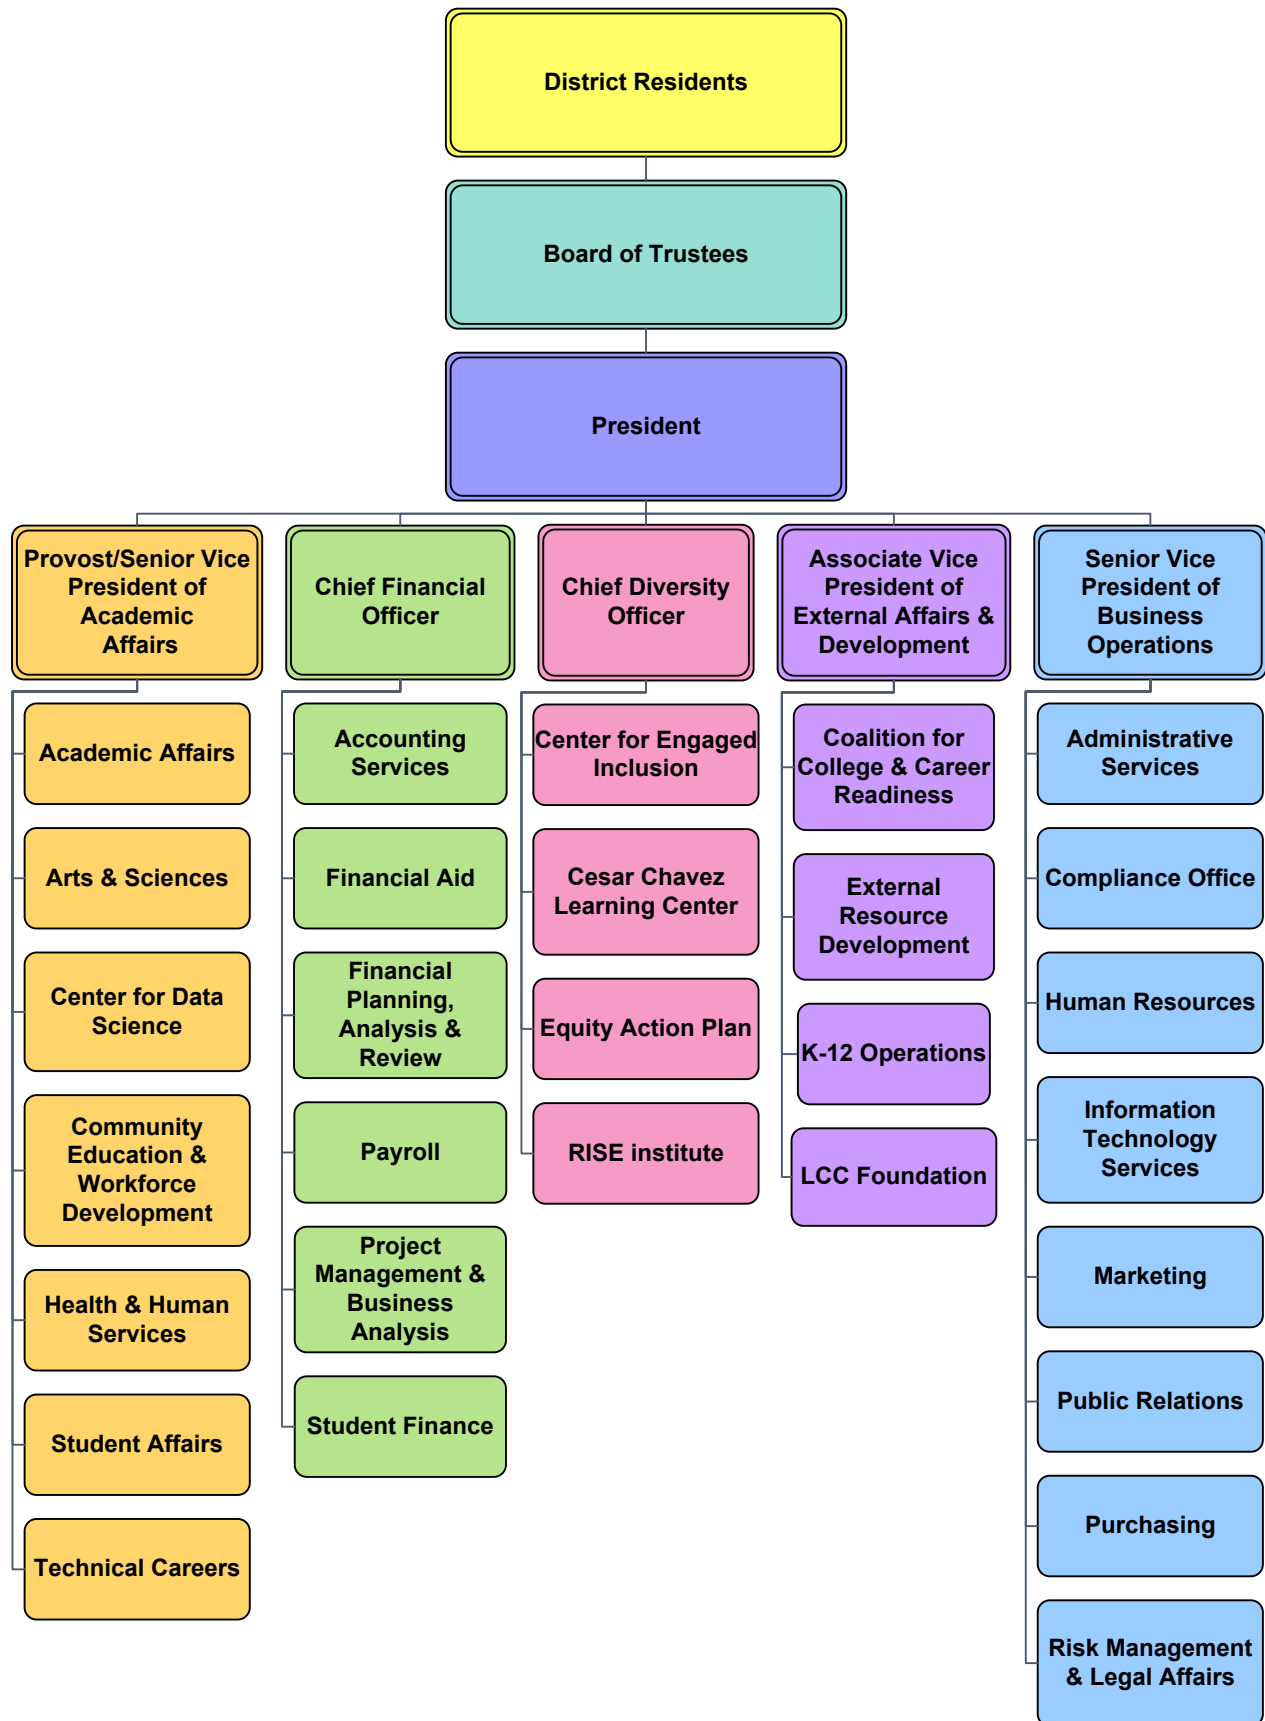 District Residents
Board of Trustees
President
Provost/Senior Vice
President of
Academic
Affairs
Chief Financial
Officer
Chief Diversity
Officer
Associate Vice
President of
External Affairs &
Development
Senior Vice
President of
Business
Operations
Academic Affairs
Arts & Sciences
Center for Data
Science
Community
Education &
Workforce
Development
Health & Human
Services
Student Affairs
Technical Careers
Accounting
Services
Financial Aid
Financial
Planning,
Analysis &
Review
Payroll
Project
Management &
Business
Analysis
Student Finance
Center for Engaged
Inclusion
Cesar Chavez
Learning Center
Equity Action Plan
RISE institute
Coalition for
College & Career
Readiness
External
Resource
Development
K-12 Operations
LCC Foundation
Administrative
Services
Compliance Office
Human Resources
Information
Technology
Services
Marketing
Public Relations
Purchasing
Risk Management
& Legal Affairs